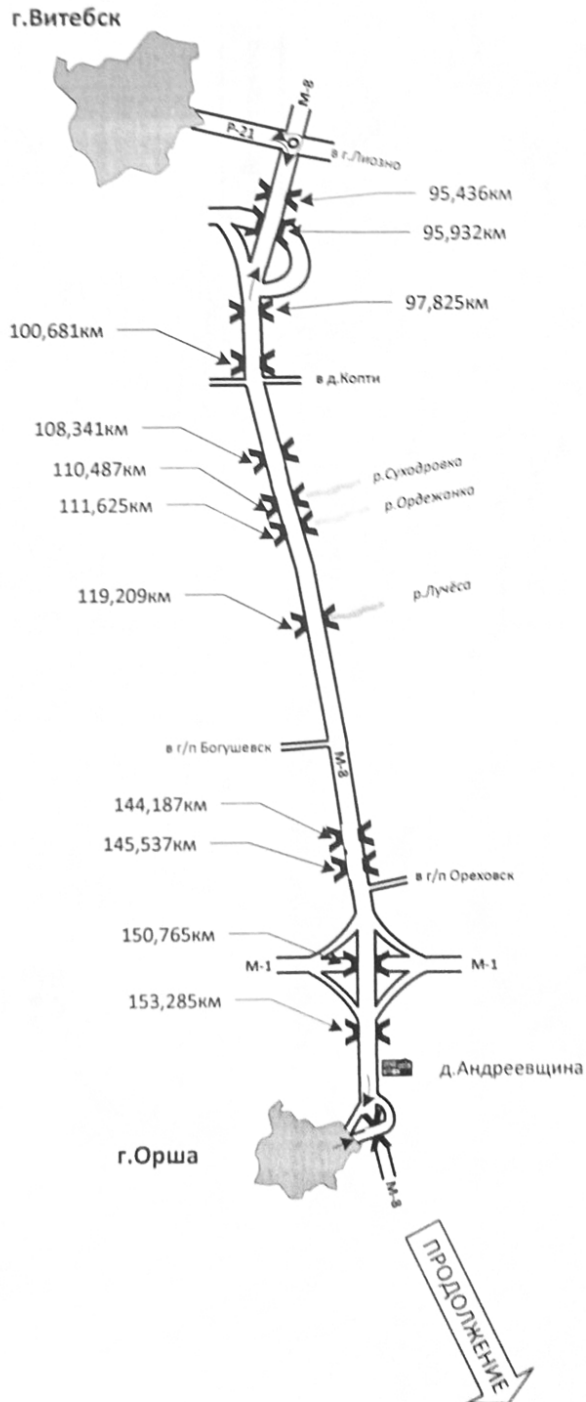 г.Витебск
М-8
Р-21
в г.Лиозно
95,436км
95,932км
97,825км
100,681км
в д.Копти
108,341км
110,487км
р.Суходровка
111,625км
р.Ордежанка
119,209км
р.Лучёса
в г/п Богушевск
М-8
144,187км
145,537км
в г/п Ореховск
150,765км
М-1
М-1
153,285км
д.Андреевщина
г.Орша
М-8
ПРОДОЛЖЕНИЕ